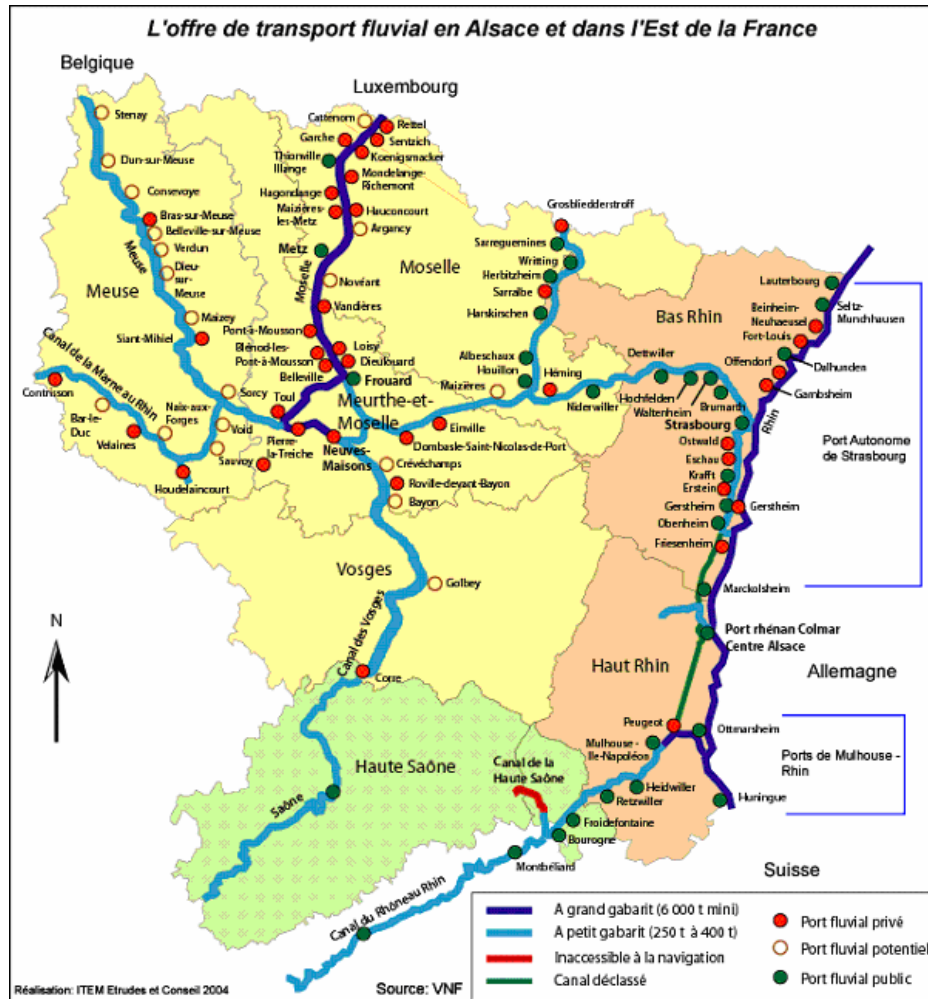 L'offre de transport fluvial en Alsace et dans l'Est de la France
Belgique
Luxembourg
Stenay
Dun-sur-Meuse
Consevoye
Bras-sur-Meuse
Belleville-sur-Meuse
Verdun
Dieu-
sur-
Meuse
Meuse
Meuse
Maizey
Siant-Mihiel
Canal de la Marne au Rhin
Contrisson
Bar-le-
Duc
Velaines
Naix-aux-
Forges
Houdelaincourt
Sorcy
Void
Sauvoy
Cattenom
Rettel
Garche
Sentzich
Koenigsmacker
Thionville
Illange
Mondelange-
Richemont
Hagondange
Maizières-
les-Metz
Hauconcourt
Argancy
Metz
Moselle
Moselle
Novéant
Vandières
Pont-à-Mousson
Blénod-les-
Pont-à-Mousson
Loisy
Dieulouard
Belleville
Frouard
Toul
Meurthe-et-
Moselle
Pierre-
la-Treiche
Neuves-
Maisons
Einville
Dombasle-Saint-Nicolas-de-Port
Crévéchamps
Roville-devant-Bayon
Bayon
Maizières
Grosbliedderstroff
Sarreguemines
Writting
Herbitzheim
Sarralbe
Harskirschen
Albeschaux
Houillon
Héming
Niderwiller
Dettwiller
Hochfelden
Waltenheim
Brumarth
Bas Rhin
Lauterbourg
Seltz-
Munchhausen
Beinheim-
Neuhaeusel
Fort-Louis
Offendorf
Dalhunden
Gambsheim
Rhin
Strasbourg
Ostwald
Eschau
Krafft
Erstein
Gerstheim
Gerstheim
Obenheim
Friesenheim
Marckolsheim
Port Autonome
de Strasbourg
Port rhénan Colmar
Centre Alsace
Allemagne
Haut Rhin
Peugeot
Ottmarsheim
Mulhouse -
Ile-Napoléon
Ports de Mulhouse -
Rhin
Huningue
Heidwiller
Retzwiller
Froidefontaine
Bourogne
Montbéliard
Suisse
Vosges
Golbey
Canal des Vosges
Corre
N
Haute Saône
Canal de la
Haute Saône
Saône
Canal du Rhôneau Rhin
A grand gabarit (6 000 t mini)
A petit gabarit (250 t à 400 t)
Inaccessible à la navigation
Canal déclassé
Port fluvial privé
Port fluvial potentiel
Port fluvial public
Réalisation: ITEM Etrudes et Conseil 2004
Source: VNF